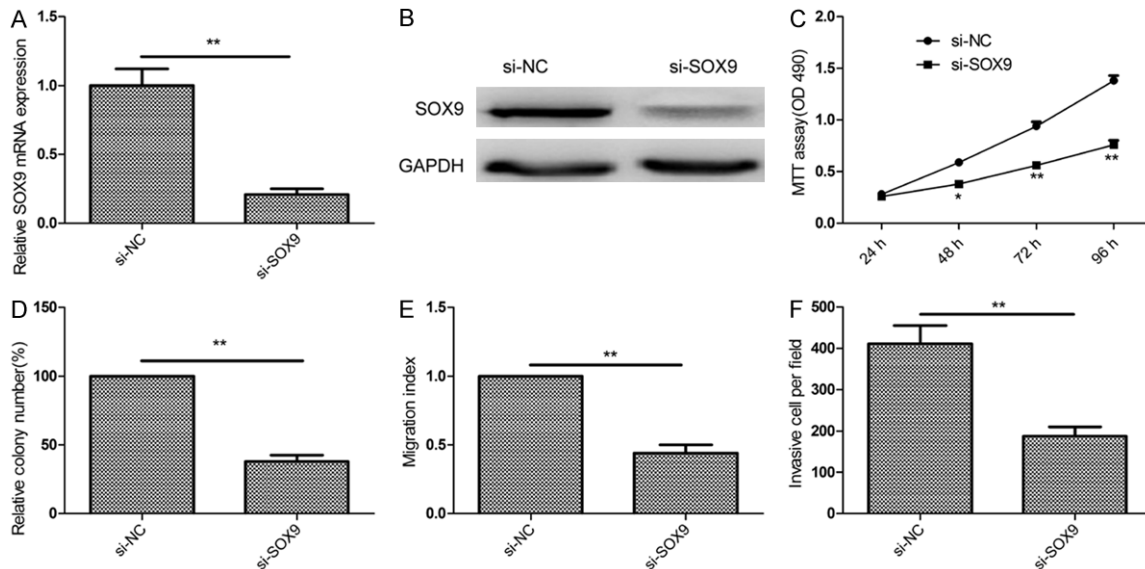 A
Relative SOX9 mRNA expression
1.5
1.0
0.5
0.0
**
si-NC
si-SOX9
B
si-NC
si-SOX9
SOX9
GAPDH
C
MTT assay(OD 490)
2.0
1.5
1.0
0.5
0.0
si-NC
si-SOX9
*
**
**
24 h
48 h
72 h
96 h
D
Relative colony number(%)
150
100
50
0
**
si-NC
si-SOX9
E
Migration index
1.5
1.0
0.5
0.0
**
si-NC
si-SOX9
F
Invasive cell per field
500
400
300
200
100
0
**
si-NC
si-SOX9